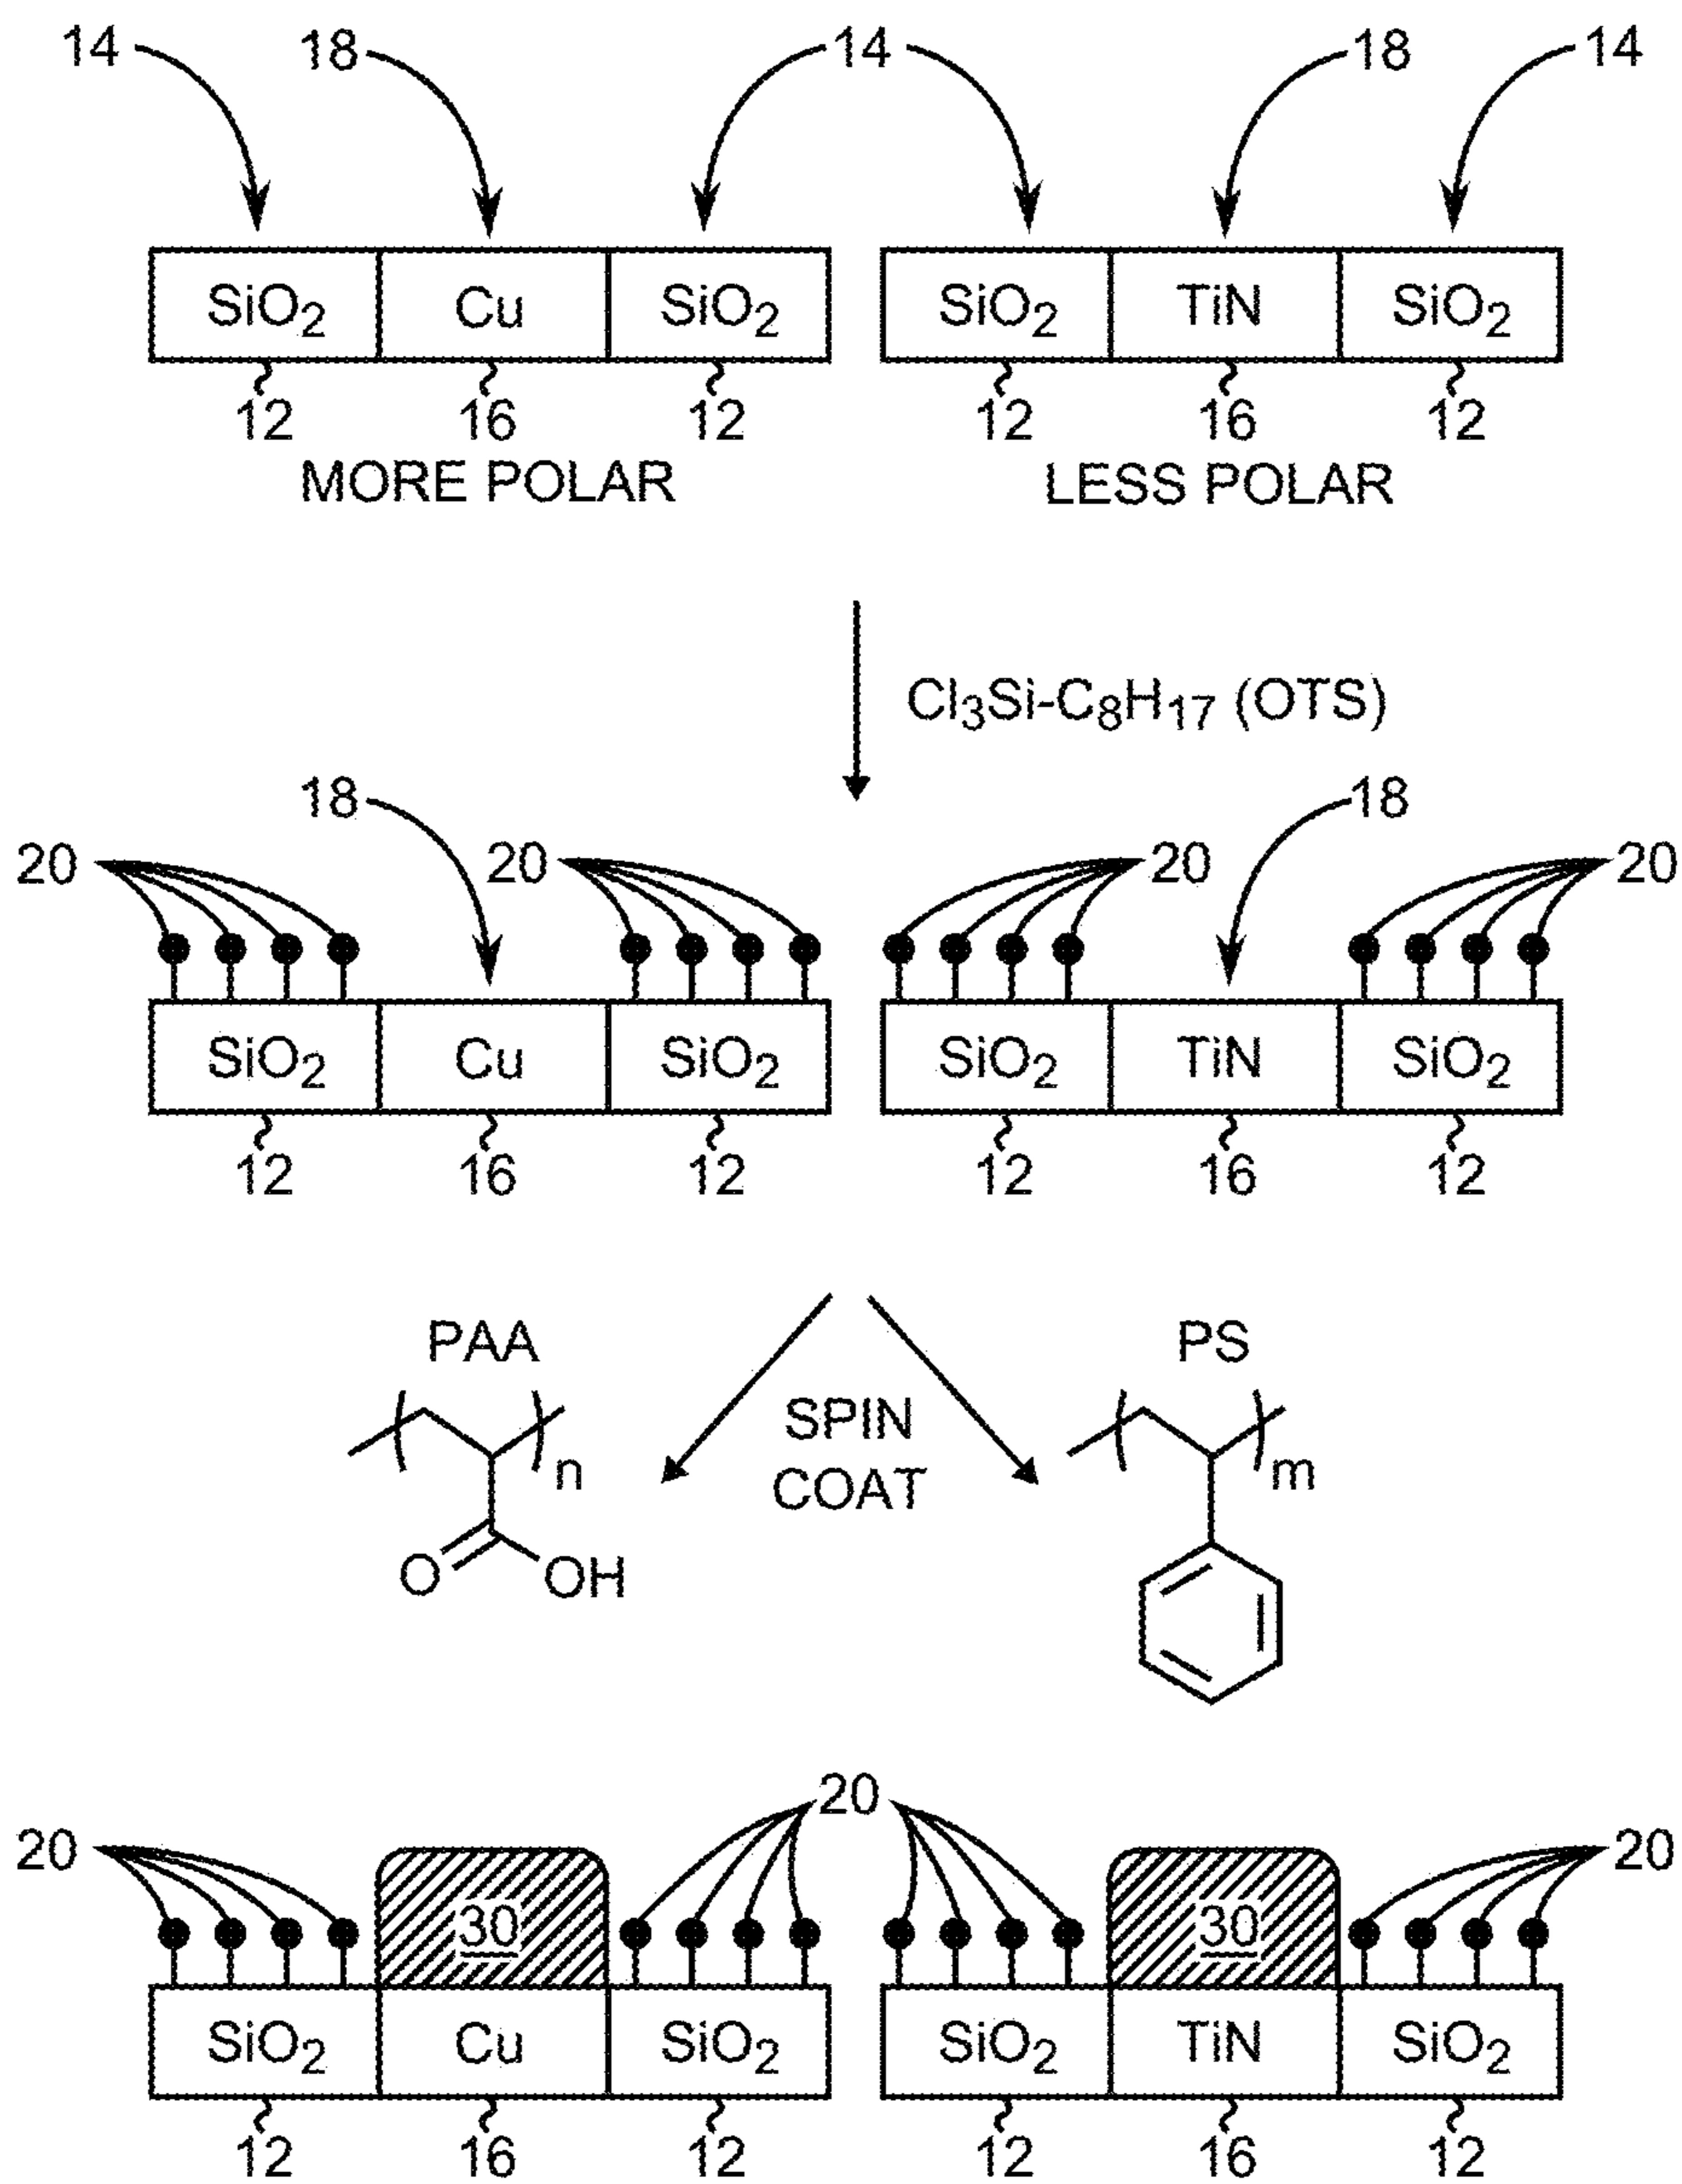 14 18 14 18 14
SiO2 Cu SiO2 SiO2 TiN SiO2
12 16 12 12 16 12
MORE POLAR LESS POLAR
Cl3Si-C8H17 (OTS)
18 18
20 20 20 20
SiO2 Cu SiO2 SiO2 TiN SiO2
12 16 12 12 16 12
PAA PS
SPIN
COAT
n m
O OH
20
20 20
30 30
SiO2 Cu SiO2 SiO2 TiN SiO2
12 16 12 12 16 12